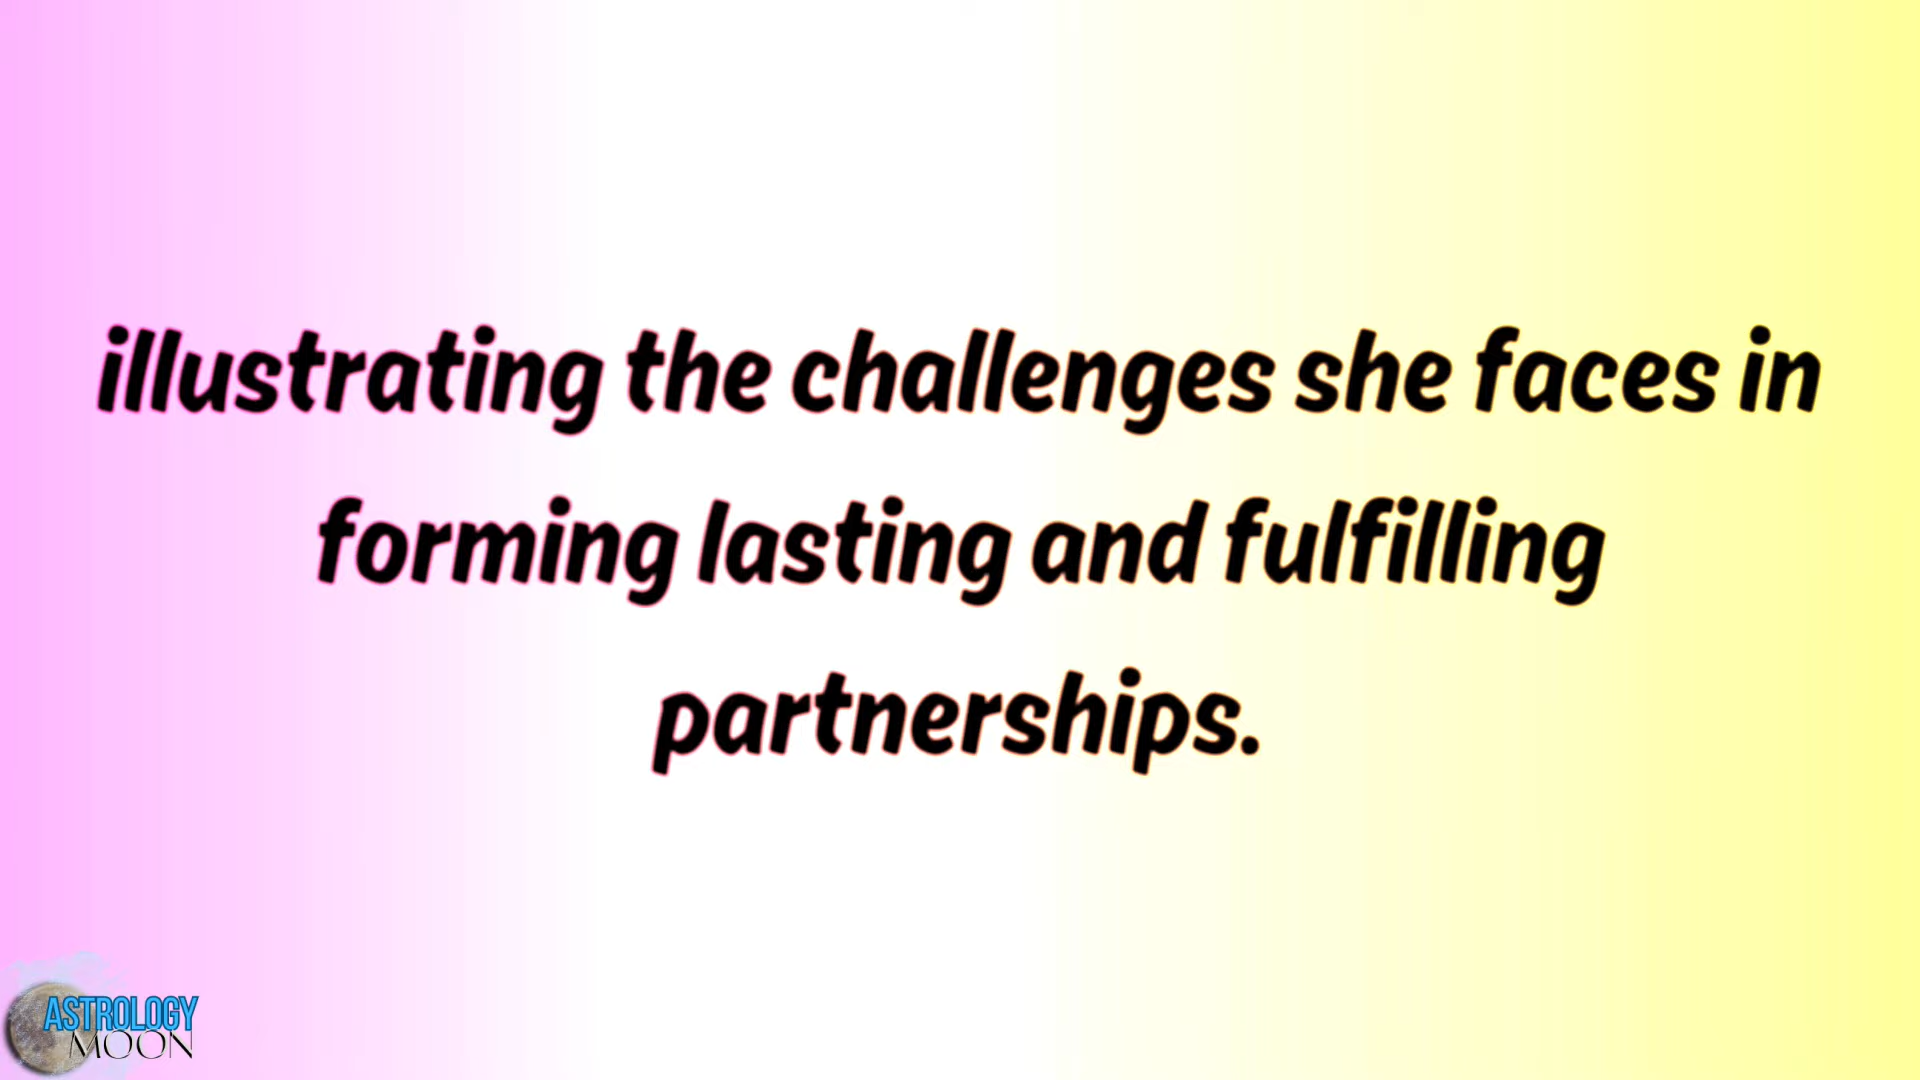 illustrating the challenges she faces in
forming lasting and fulfilling
partnerships.
ASTROLOGY
MOON